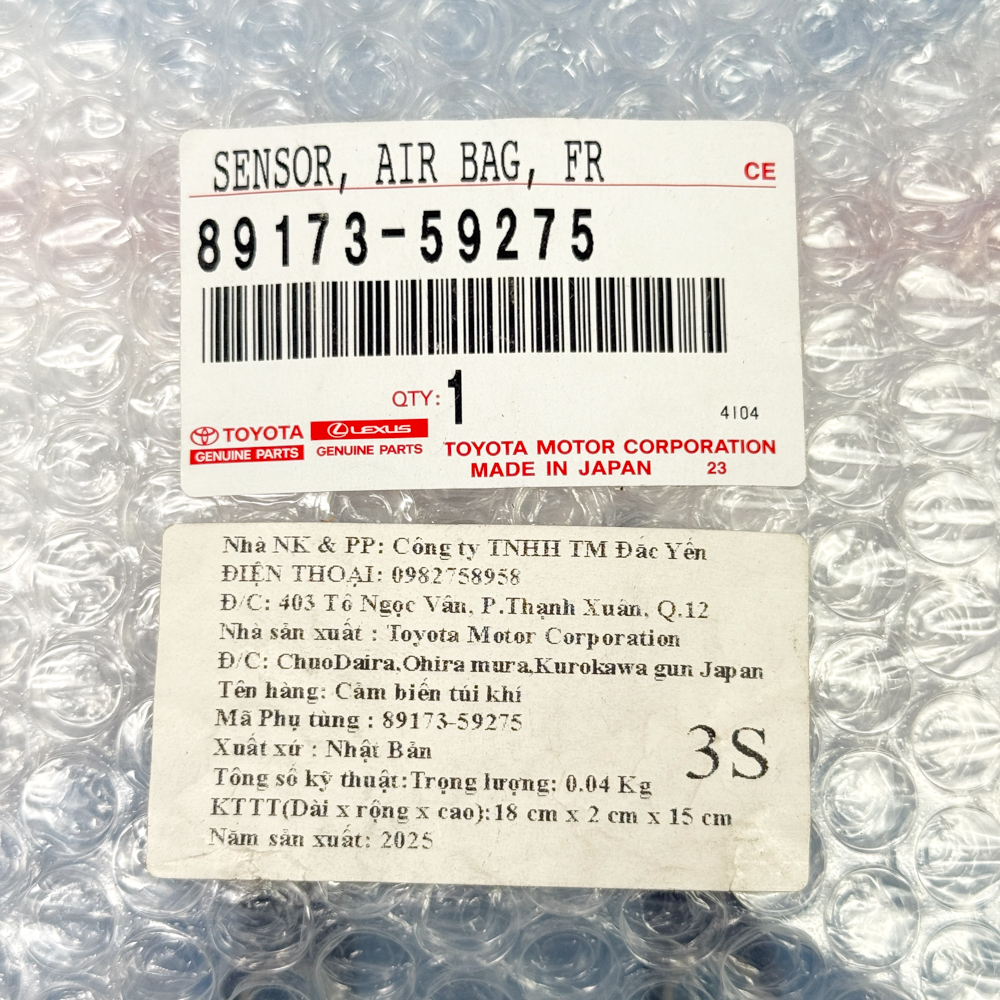 SENSOR, AIR BAG, FR
CE
89173-59275
QTY: 1
4104
TOYOTA
GENUINE PARTS
LEXUS
GENUINE PARTS
TOYOTA MOTOR CORPORATION
MADE IN JAPAN 23
Nhà NK & PP: Công ty TNHH TM Đắc Yến
ĐIỆN THOẠI: 0982758958
Đ/C: 403 Tô Ngọc Vân, P.Thạnh Xuân, Q.12
Nhà sản xuất : Toyota Motor Corporation
Đ/C: ChuoDaira,Ohira mura,Kurokawa gun Japan
Tên hàng: Cảm biến túi khí
Mã Phụ tùng : 89173-59275
Xuất xứ : Nhật Bản
3S
Tông số kỹ thuật:Trọng lượng: 0.04 Kg
KTTT(Dài x rộng x cao):18 cm x 2 cm x 15 cm
Năm sản xuất: 2025